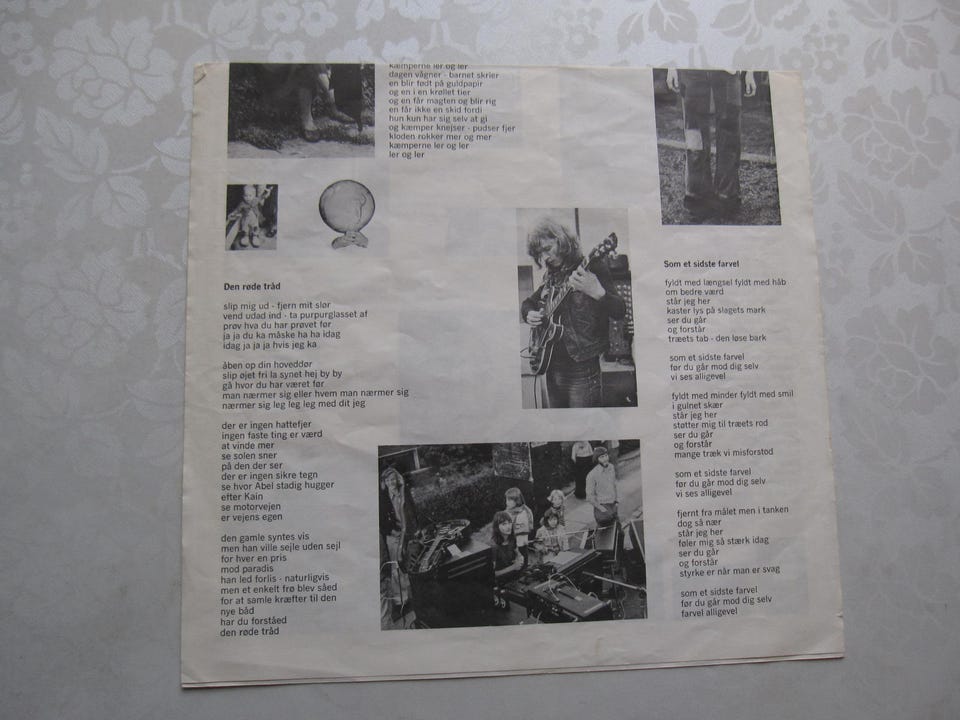 kæmperne ler og ler
dagen vågner - barnet skrier
en blir født på guldpapir
og en i en krøllet tier
og en får magten og blir rig
en får ikke en skid fordi
hun kun har sig selv at gi
og kæmper knejser - pudser fjer
kloden rokker mer og mer
kæmperne ler og ler
ler og ler
Den røde tråd
slip mig ud - fjern mit slør
vend udad ind - ta purpurglasset af
prøv hva du har prøvet før
ja ja du ka måske ha ha idag
idag ja ja ja hvis jeg ka
åben op din hoveddør
slip øjet fri la synet hej by by
gå hvor du har været før
man nærmer sig eller hvem man nærmer sig
nærmer sig leg leg leg med dit jeg
der er ingen hattefjer
ingen faste ting er værd
at vinde mer
se solen sner
på den der ser
der er ingen sikre tegn
se hvor Abel stadig hugger
efter Kain
se motorvejen
er vejens egen
den gamle syntes vis
men han ville sejle uden sejl
for hver en pris
mod paradis
han led forlis - naturligvis
men et enkelt frø blev såed
for at samle kræfter til den
nye båd
har du forståed
den røde tråd
Som et sidste farvel
fyldt med længsel fyldt med håb
om bedre værd
står jeg her
kaster lys på slagets mark
ser du går
og forstår
træets tab - den løse bark
som et sidste farvel
før du går mod dig selv
vi ses alligevel
fyldt med minder fyldt med smil
i gulnet skær
står jeg her
støtter mig til træets rod
ser du går
og forstår
mange træk vi misforstod
som et sidste farvel
før du går mod dig selv
vi ses alligevel
fjernt fra målet men i tanken
dog så nær
står jeg her
føler mig så stærk idag
ser du går
og forstår
styrke er når man er svag
som et sidste farvel
før du går mod dig selv
farvel alligevel